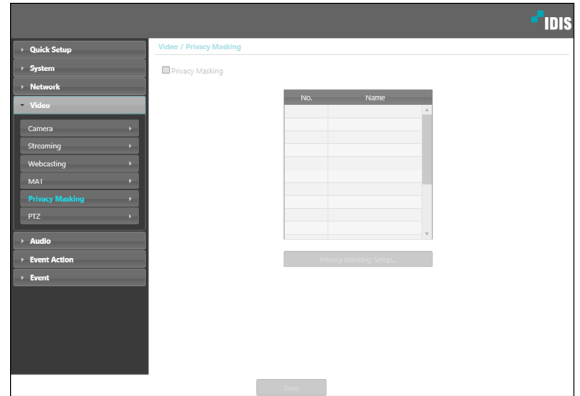 IDIS
Quick Setup
System
Network
Video
Camera
Streaming
Webcasting
MAT
Privacy Masking
PTZ
Audio
Event Action
Event
Video / Privacy Masking
Privacy Masking
No. Name
Privacy Masking Setup...
Save